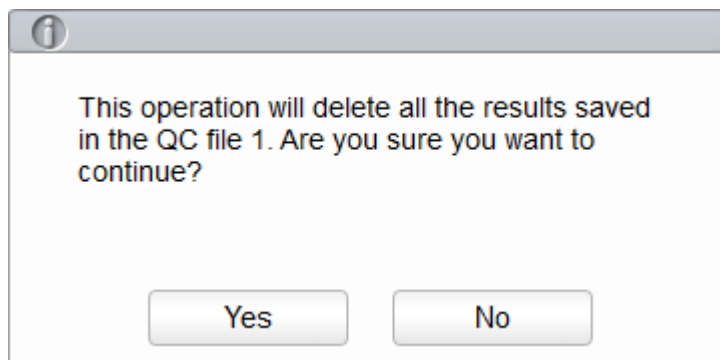 This operation will delete all the results saved
in the QC file 1. Are you sure you want to
continue?
Yes
No